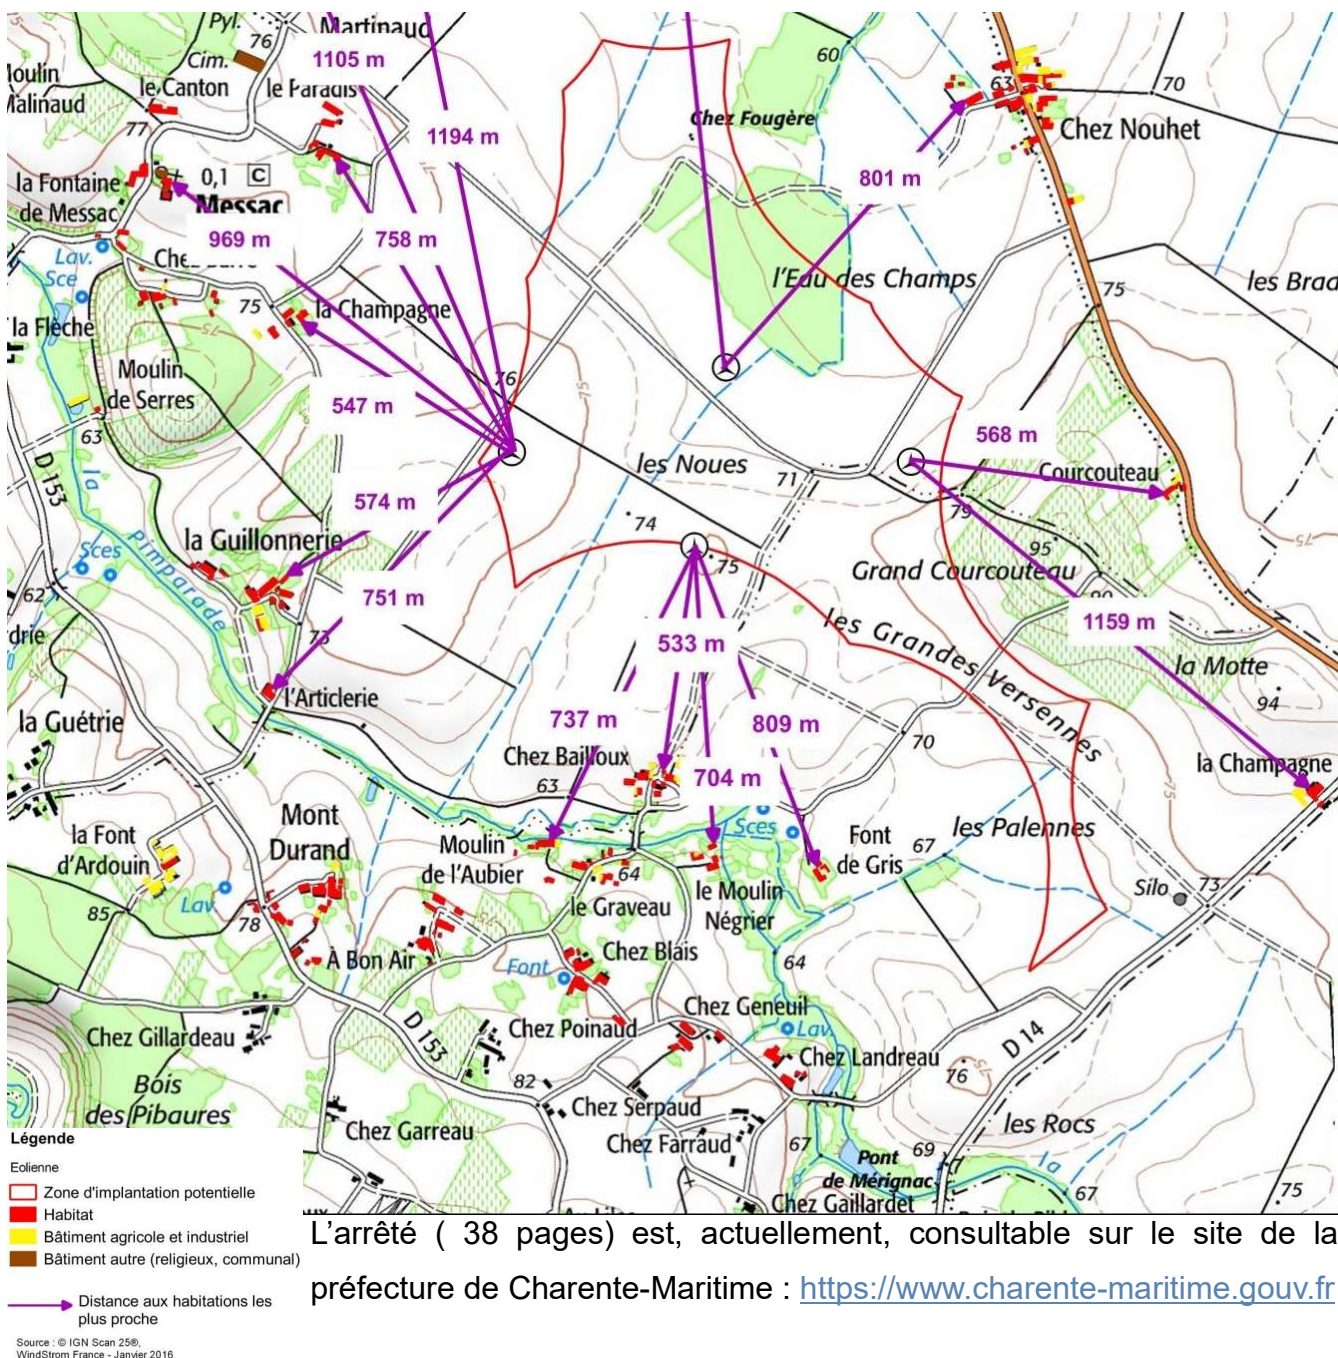 Pyl.
76
Martinaud
1105 m
Cim.
60
Moulin
Malinaud
le Canton
le Paradis
63
70
77
Chez Fougère
1194 m
Chez Nouhet
la Fontaine
de Messac
0,1 C
Messac
801 m
969 m
758 m
Lav.
Sce
l'Eau des Champs
75
les Brad
75
la Champagne
la Flèche
Moulin
de Serres
76
75
547 m
63
568 m
D 153
la
Pimparade
les Noues
71
Courcouteau
574 m
79
74
la Guillonnerie
95
75
Sces
Grand Courcouteau
62
751 m
90
drie
73
les Grandes Versennes
1159 m
533 m
la Motte
l'Articlerie
94
la Guétrie
737 m
809 m
70
Chez Bailloux
704 m
la Champagne
63
Mont
Durand
la Font
d'Ardouin
Moulin
de l'Aubier
Sces
Font
de Gris
67
les Palennes
64
le Moulin
Négrier
Silo
73
85
Lav
78
75
le Graveau
À Bon Air
Font.
Chez Blais
64
Chez Geneuil
Chez Gillardeau
D 153
Chez Poinaud
Lav.
Chez Landreau
D 14
76
75
Bois
des Pibaures
82
Chez Serpaud
Chez Garreau
Chez Farraud
les Rocs
67
69
Pont
de Mérignac
la
67
75
Chez Gaillardet
Légende
Eolienne
Zone d'implantation potentielle
Habitat
Bâtiment agricole et industriel
Bâtiment autre (religieux, communal)
Distance aux habitations les
plus proche
Source : © IGN Scan 25®,
WindStrom France - Janvier 2016
L'arrêté ( 38 pages) est, actuellement, consultable sur le site de la
préfecture de Charente-Maritime : https://www.charente-maritime.gouv.fr